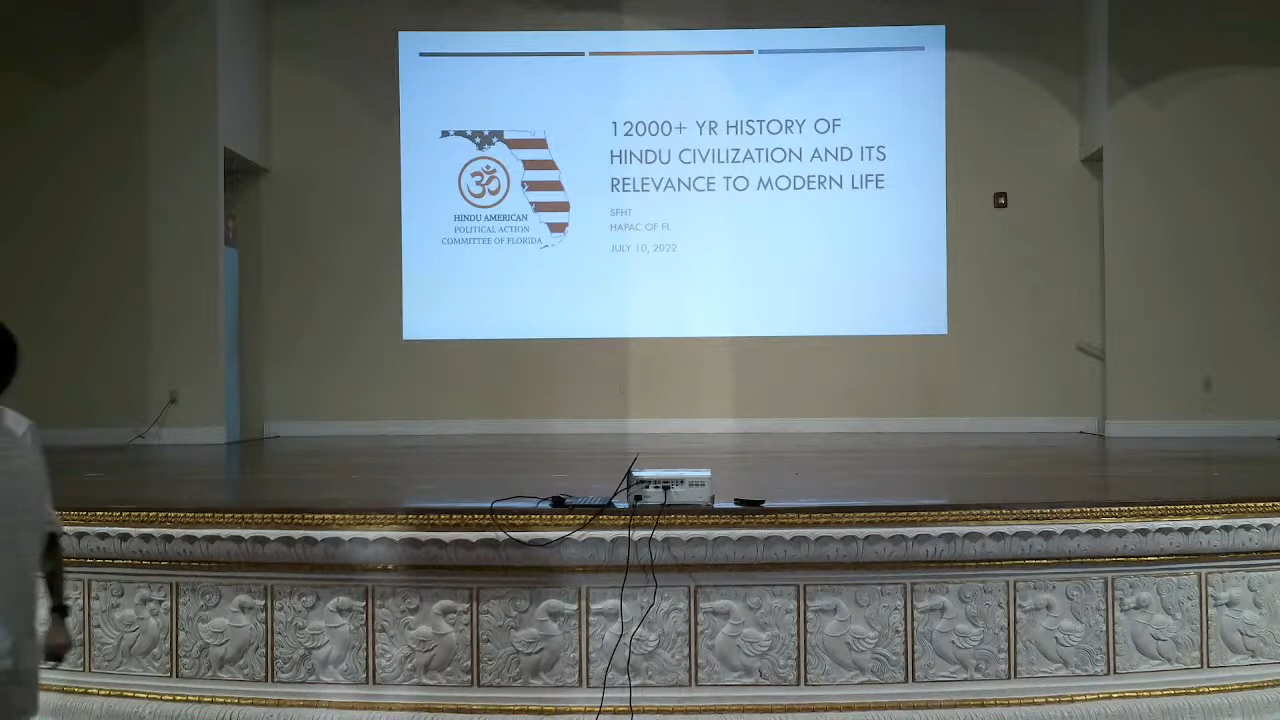 12000+ YR HISTORY OF
HINDU CIVILIZATION AND ITS
RELEVANCE TO MODERN LIFE
SFHT
HAPAC OF FL
JULY 10, 2022
ॐ
HINDU AMERICAN
POLITICAL ACTION
COMMITTEE OF FLORIDA